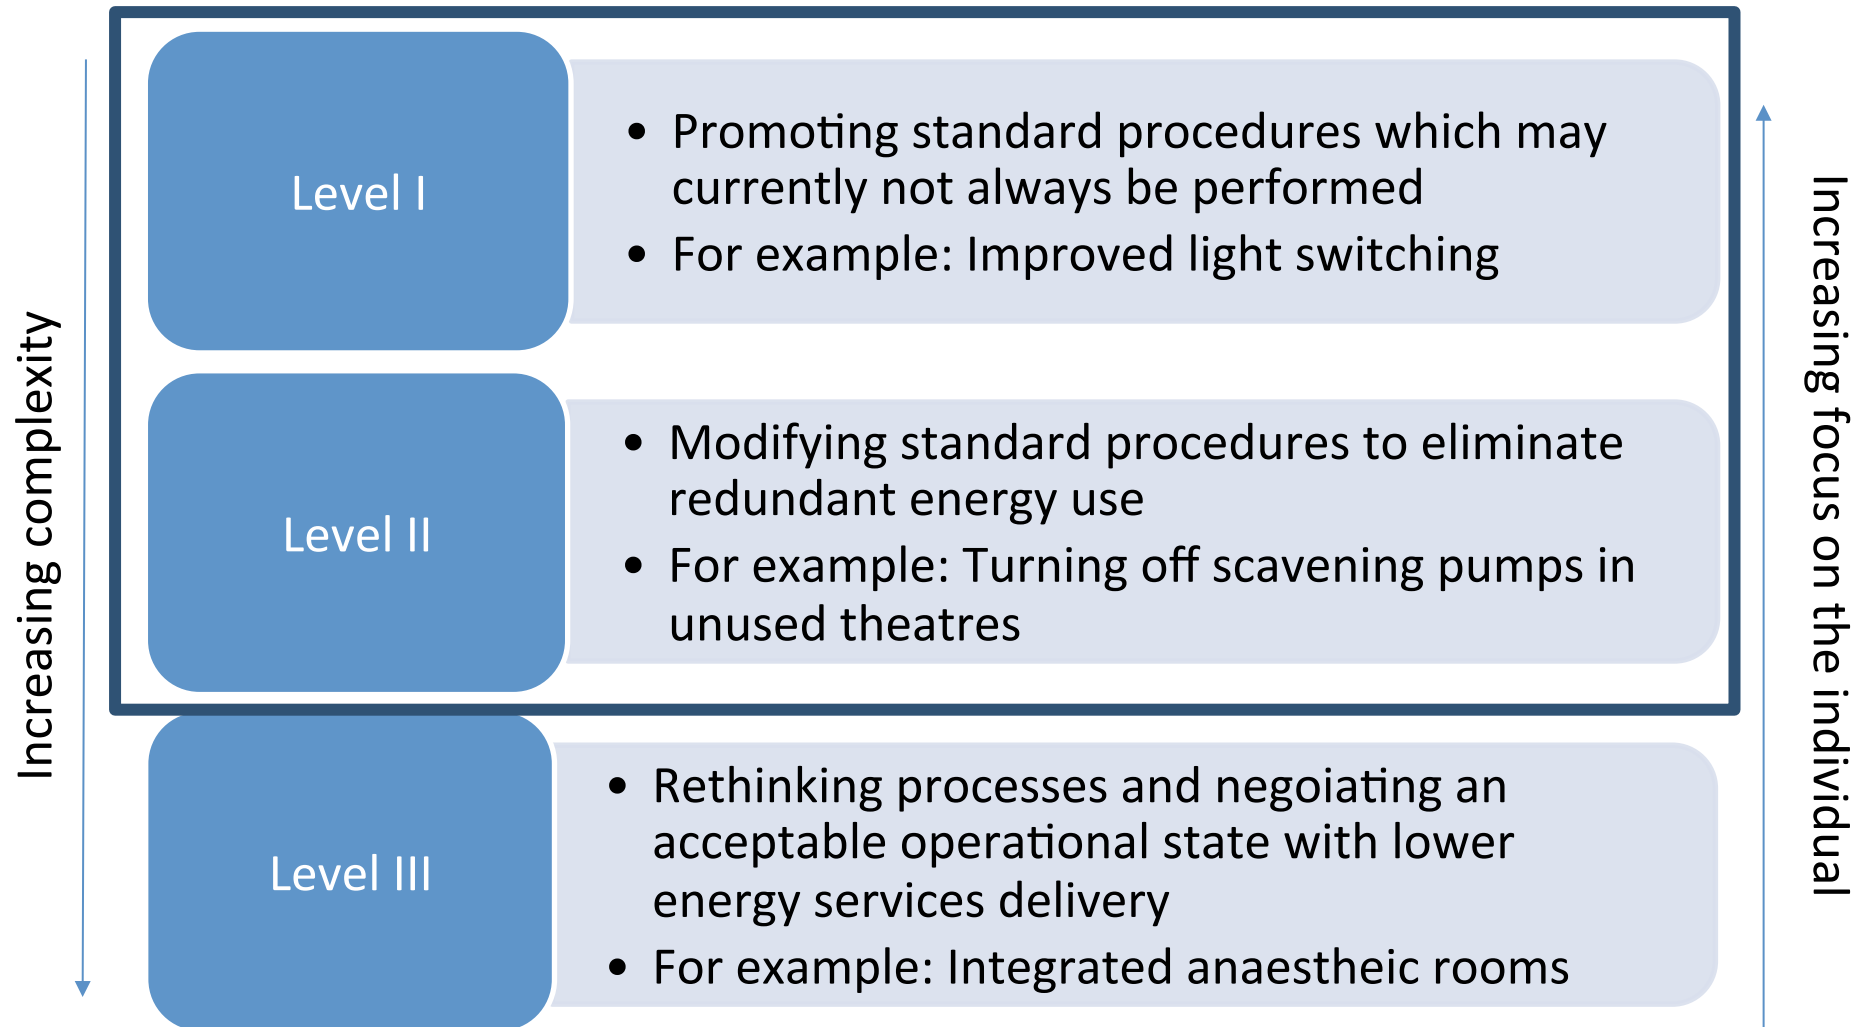 Increasing complexity
Level I
• Promoting standard procedures which may
currently not always be performed
• For example: Improved light switching
Level II
• Modifying standard procedures to eliminate
redundant energy use
• For example: Turning off scavening pumps in
unused theatres
Level III
• Rethinking processes and negoiating an
acceptable operational state with lower
energy services delivery
• For example: Integrated anaestheic rooms
Increasing focus on the individual